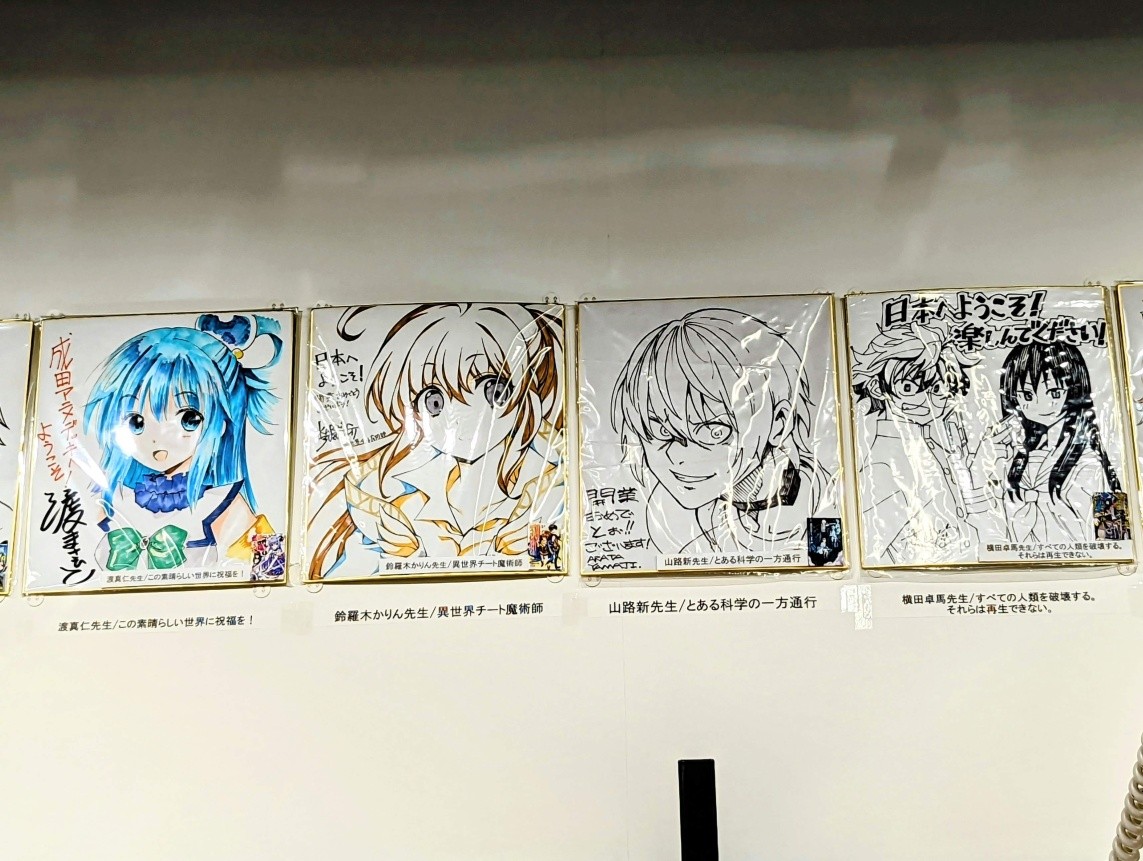 成田アニメデッキへ
ようこそ
渡まさひと
渡真仁先生/この素晴らしい世界に祝福を！
渡真仁先生/この素晴らしい世界に祝福を！
日本へ
ようこそ！
鈴羅木かりん先生/異世界チート魔術師
鈴羅木かりん先生/異世界チート魔術師
開業
おめでとう
ございます！
ARATA
YAMAJI.
山路新先生/とある科学の一方通行
山路新先生/とある科学の一方通行
日本へようこそ！
楽しんでください！
横田卓馬先生/すべての人類を破壊する。
それらは再生できない。
横田卓馬先生/すべての人類を破壊する。
それらは再生できない。